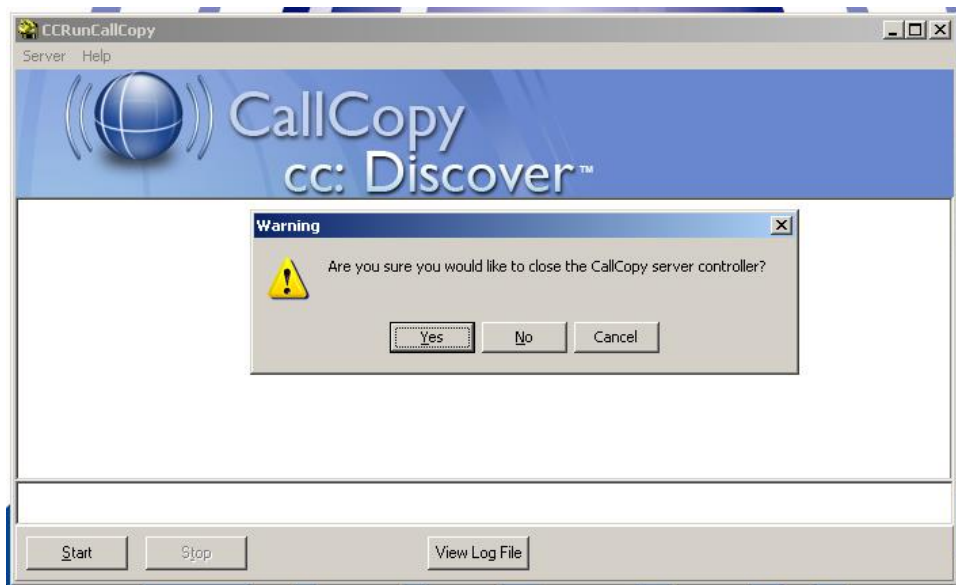 CCRunCallCopy
Server Help
CallCopy
cc: Discover™
Warning
Are you sure you would like to close the CallCopy server controller?
Yes No Cancel
Start Stop View Log File